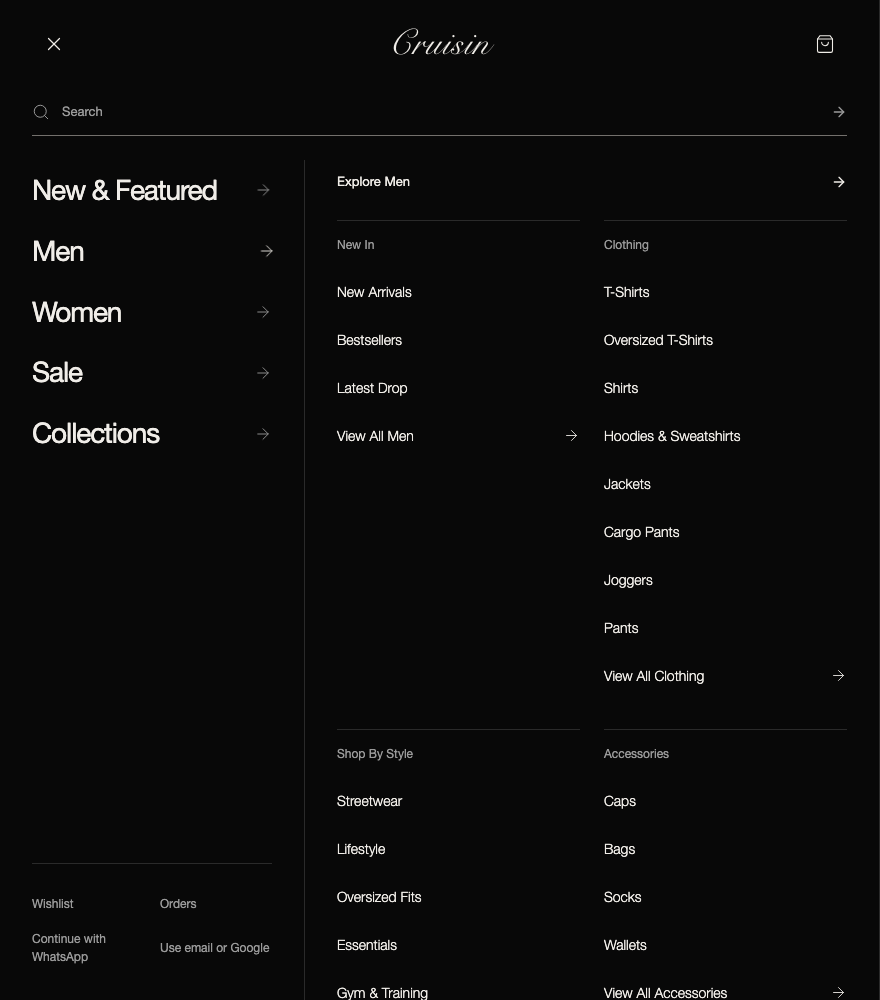 Cruisin
Search
New & Featured
Men
Women
Sale
Collections
Wishlist
Orders
Continue with
WhatsApp
Use email or Google
Explore Men
New In
New Arrivals
Bestsellers
Latest Drop
View All Men
Clothing
T-Shirts
Oversized T-Shirts
Shirts
Hoodies & Sweatshirts
Jackets
Cargo Pants
Joggers
Pants
View All Clothing
Shop By Style
Streetwear
Lifestyle
Oversized Fits
Essentials
Gym & Training
Accessories
Caps
Bags
Socks
Wallets
View All Accessories